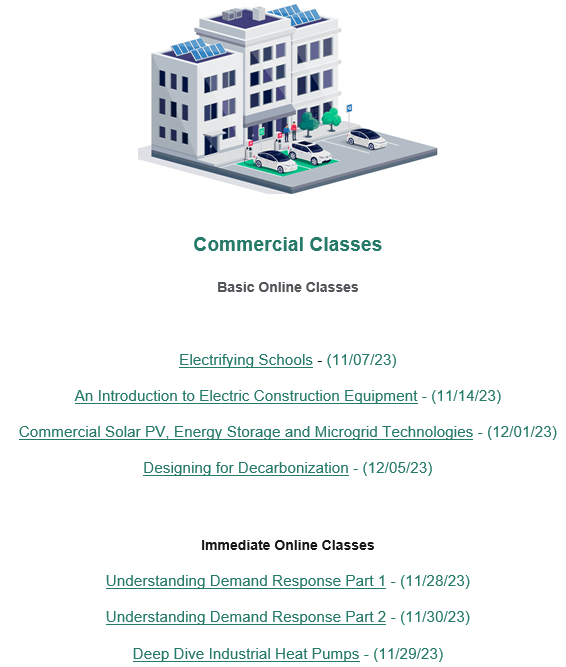 Commercial Classes
Basic Online Classes
Electrifying Schools - (11/07/23)
An Introduction to Electric Construction Equipment - (11/14/23)
Commercial Solar PV, Energy Storage and Microgrid Technologies - (12/01/23)
Designing for Decarbonization - (12/05/23)
Immediate Online Classes
Understanding Demand Response Part 1 - (11/28/23)
Understanding Demand Response Part 2 - (11/30/23)
Deep Dive Industrial Heat Pumps - (11/29/23)